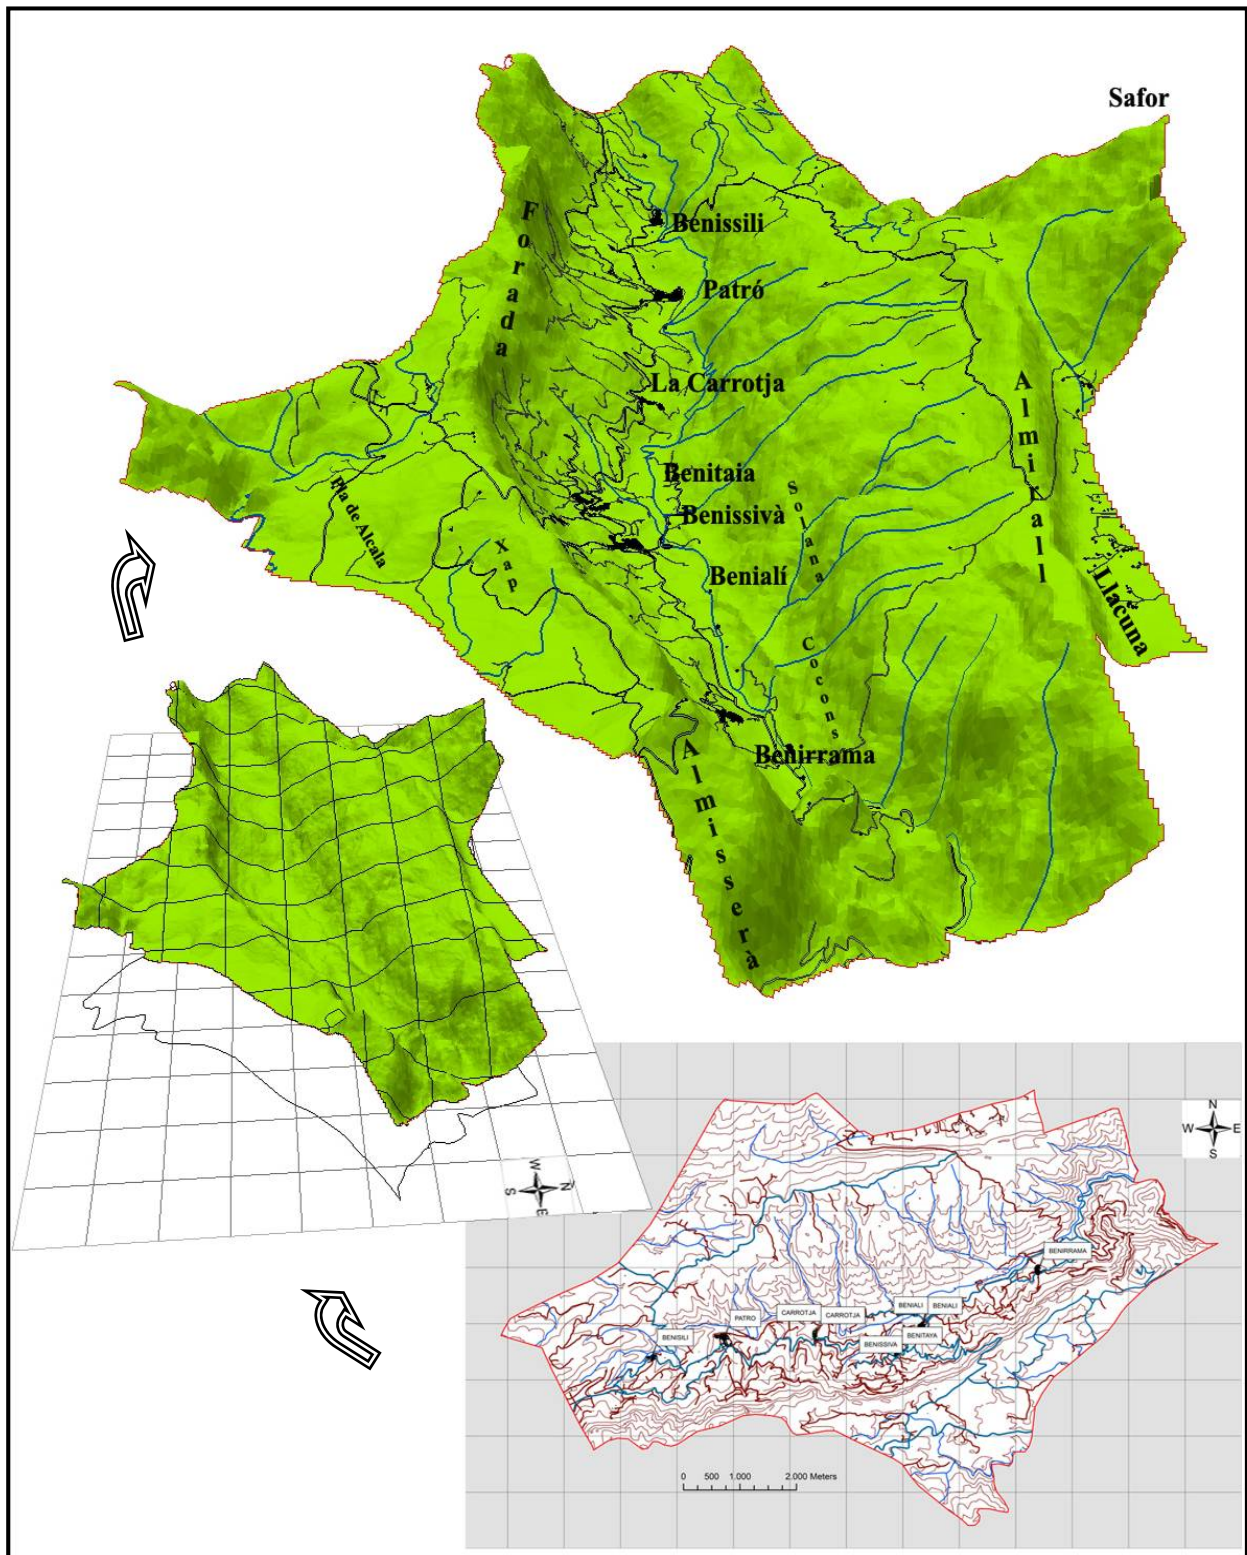 Safor
Forada
Benissili
Patró
La Carrotja
Almirall
Benitaia
Solana
Pla de Alcala
Benissivà
Xap
Benialí
Llacuna
Cocons
Almisserà
Benirrama
W
S
N
E
N
W
E
S
BENIRRAMA
BENIALI
BENIALI
CARROTJA
CARROTJA
PATRO
BENISILI
BENISSIVA
BENITAYA
0 500 1.000 2.000 Meters